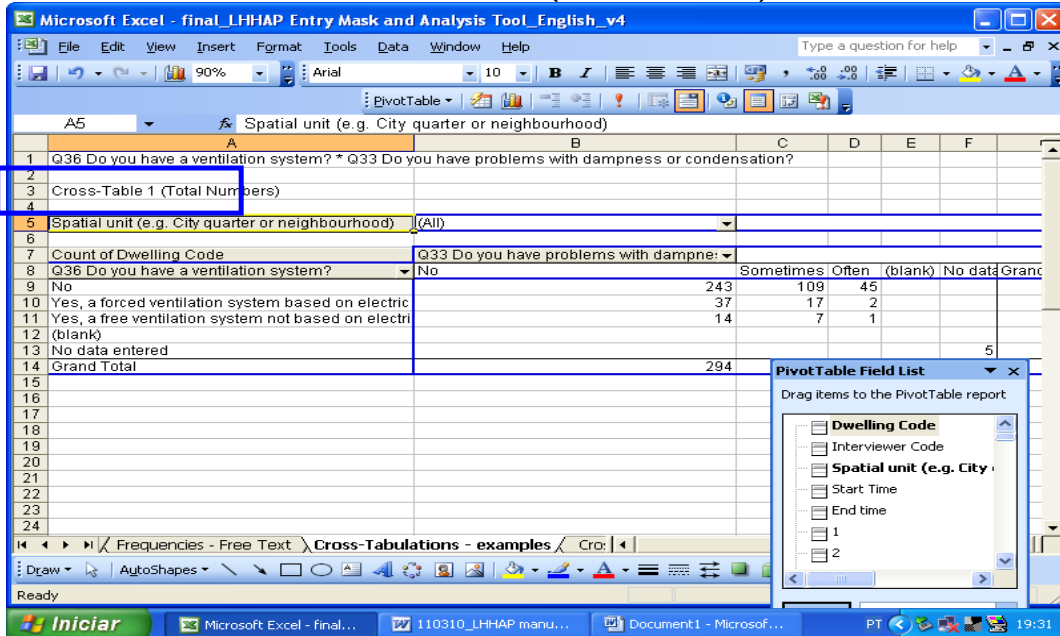 Microsoft Excel - final_LHHAP Entry Mask and Analysis Tool_English_v4
File Edit View Insert Format Tools Data Window Help Type a question for help
90% Arial 10 B I
PivotTable
A5 fx Spatial unit (e.g. City quarter or neighbourhood)
A B C D E F
1 Q36 Do you have a ventilation system? * Q33 Do you have problems with dampness or condensation?
2
3 Cross-Table 1 (Total Numbers)
4
5 Spatial unit (e.g. City quarter or neighbourhood) (All)
6
7 Count of Dwelling Code Q33 Do you have problems with dampne:
8 Q36 Do you have a ventilation system? No Sometimes Often (blank) No data Grand
9 No 243 109 45
10 Yes, a forced ventilation system based on electric 37 17 2
11 Yes, a free ventilation system not based on electri 14 7 1
12 (blank)
13 No data entered 5
14 Grand Total 294
15
16
17
18
19
20
21
22
23
24
PivotTable Field List
Drag items to the PivotTable report
Dwelling Code
Interviewer Code
Spatial unit (e.g. City
Start Time
End time
1
2
Frequencies - Free Text Cross-Tabulations - examples Cro:
Draw AutoShapes
Ready
Iniciar Microsoft Excel - final... 110310_LHHAP manu... Document1 - Microsof... PT 19:31